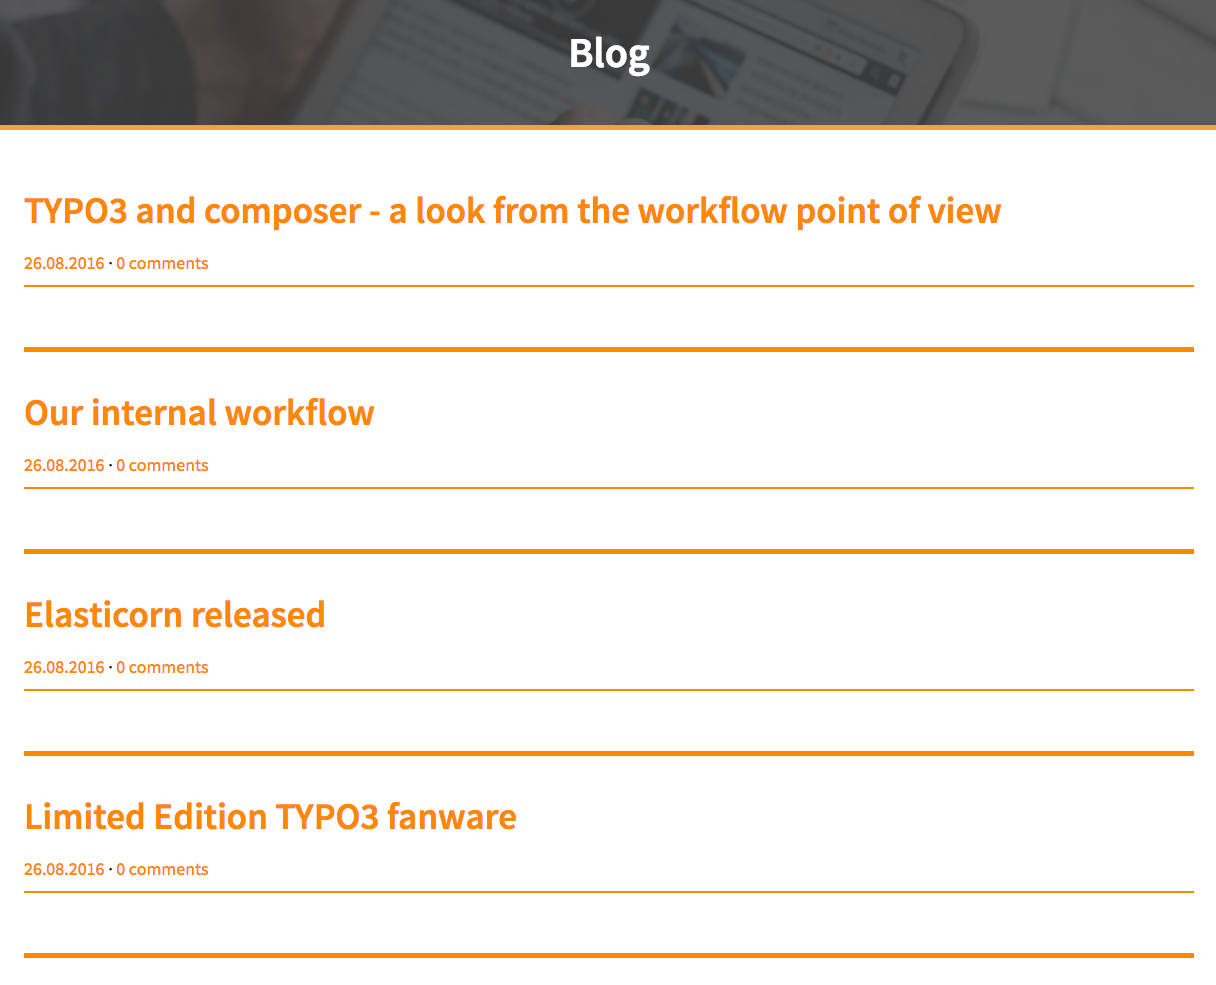 Blog
TYPO3 and composer - a look from the workflow point of view
26.08.2016 · 0 comments
Our internal workflow
26.08.2016 · 0 comments
Elasticorn released
26.08.2016 · 0 comments
Limited Edition TYPO3 fanware
26.08.2016 · 0 comments